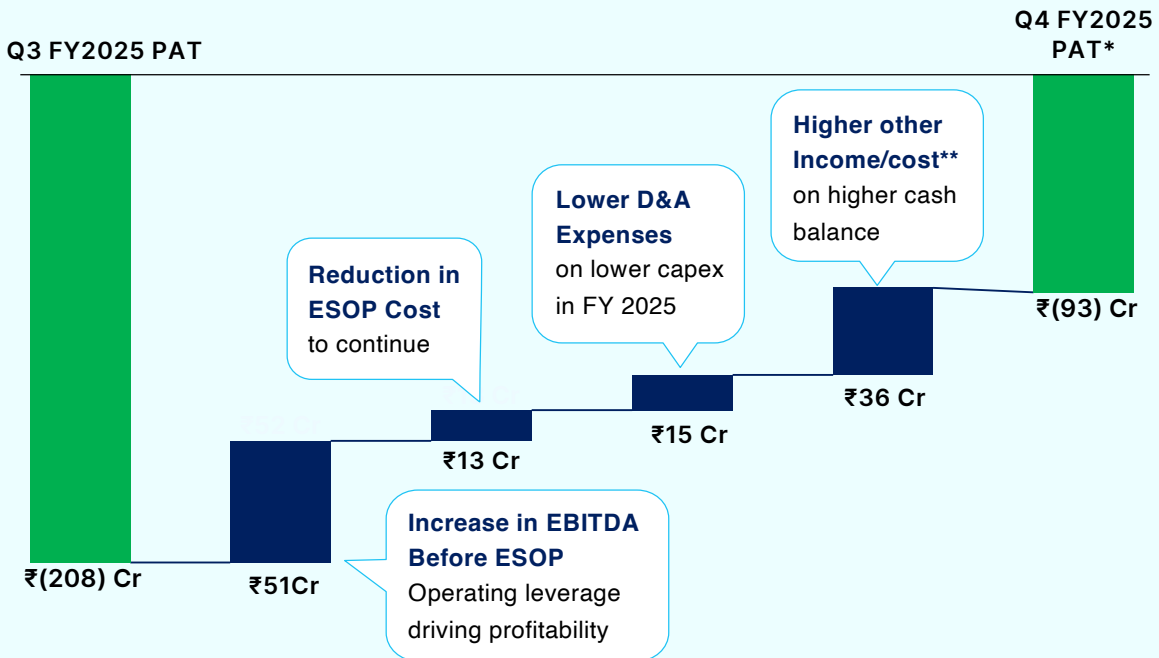 Q3 FY2025 PAT
Q4 FY2025
PAT*
Higher other
Income/cost**
on higher cash
balance
Lower D&A
Expenses
on lower capex
in FY 2025
Reduction in
ESOP Cost
to continue
₹(93) Cr
₹36 Cr
₹15 Cr
₹13 Cr
Increase in EBITDA
Before ESOP
Operating leverage
driving profitability
₹(208) Cr
₹51Cr